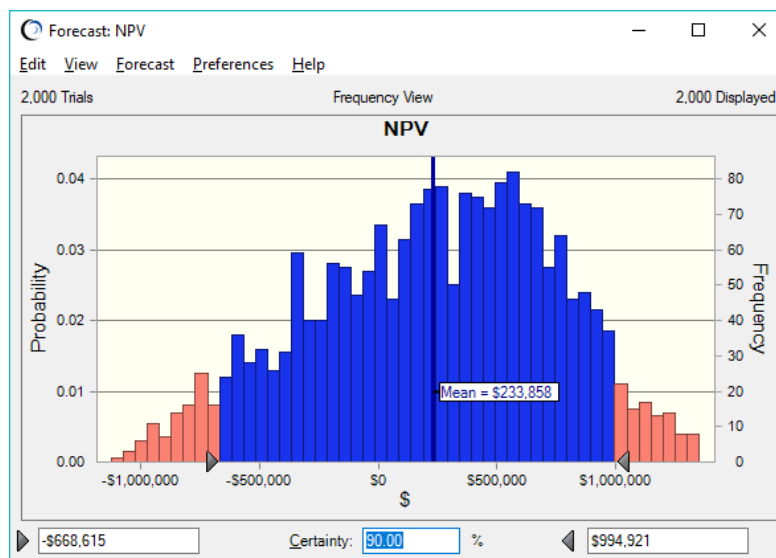 Forecast: NPV
Edit View Forecast Preferences Help
2,000 Trials Frequency View 2,000 Displayed
NPV
0.04 80
70
0.03 60
50
0.02 40
30
0.01 20
10
0.00 0
Probability
Frequency
Mean = $233,858
-$1,000,000 -$500,000 $0 $500,000 $1,000,000
$
-$668,615 Certainty: 90.00 % $994,921